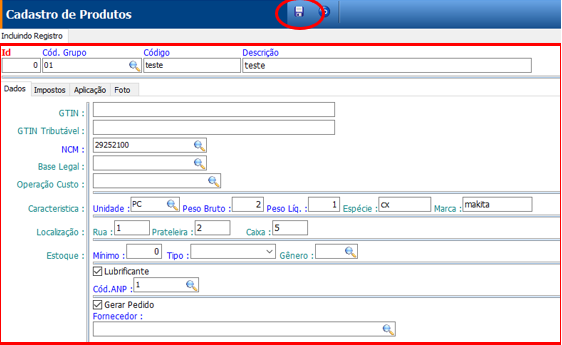 Cadastro de Produtos
Incluindo Registro
Id Cód. Grupo Código Descrição
0 01 teste teste
Dados Impostos Aplicação Foto
GTIN :
GTIN Tributável :
NCM : 29252100
Base Legal :
Operação Custo :
Caracteristica : Unidade : PC Peso Bruto : 2 Peso Líq. : 1 Espécie : cx Marca : makita
Localização : Rua : 1 Prateleira : 2 Caixa : 5
Estoque : Mínimo : 0 Tipo : Gênero :
Lubrificante
Cód.ANP : 1
Gerar Pedido
Fornecedor :